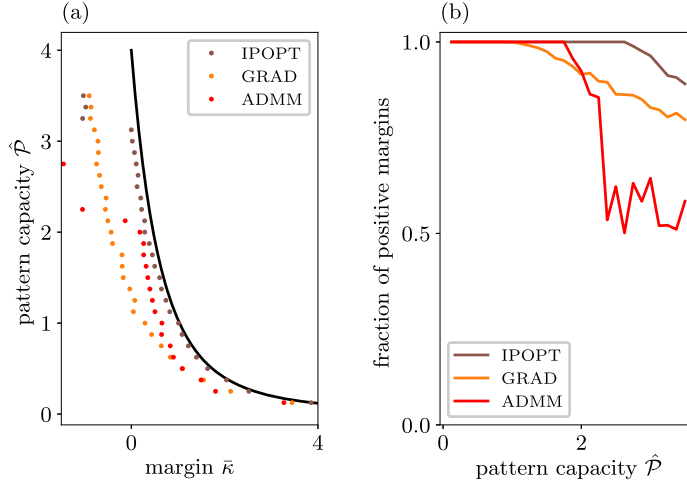 (a)
4
3
2
1
0
pattern capacity P̂
IPOPT
GRAD
ADMM
0
4
margin κ̄
(b)
1.0
0.5
0.0
fraction of positive margins
IPOPT
GRAD
ADMM
2
pattern capacity P̂